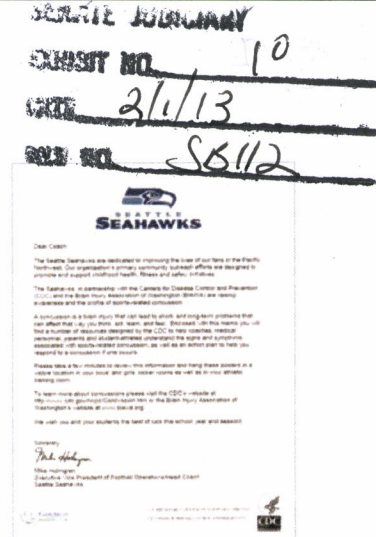 SENATE JUDICIARY
EXHIBIT NO. 10
DATE 2/1/13
BILL NO. SB112
SEATTLE
SEAHAWKS
Dear Coach
The Seattle Seahawks are dedicated to improving the lives of our fans in the Pacific
Northwest. Our organization's primary community outreach efforts are designed to
promote and support childhood health, fitness and safety initiatives.
The Seahawks, in partnership with the Centers for Disease Control and Prevention
(CDC) and the Brain Injury Association of Washington (BIAWA) are raising
awareness and the profile of sports-related concussion.
A concussion is a brain injury that can lead to short- and long-term problems that
can affect that way you think, act, learn, and feel. Enclosed with this memo you will
find a number of resources designed by the CDC to help coaches, medical
personnel, parents and student-athletes understand the signs and symptoms
associated with sports-related concussion, as well as an action plan to help you
respond to a concussion if one occurs.
Please take a few minutes to review this information and hang these posters in a
visible location in your boys' and girls' locker rooms as well as in your athletic
training room.
To learn more about concussions please visit the CDC's website at
or the Brain Injury Association of
Washington's website at
We wish you and your students the best of luck this school year and season.
Sincerely
Mike Holmgren
Mike Holmgren
Executive Vice President of Football Operations/Head Coach
Seattle Seahawks
CDC